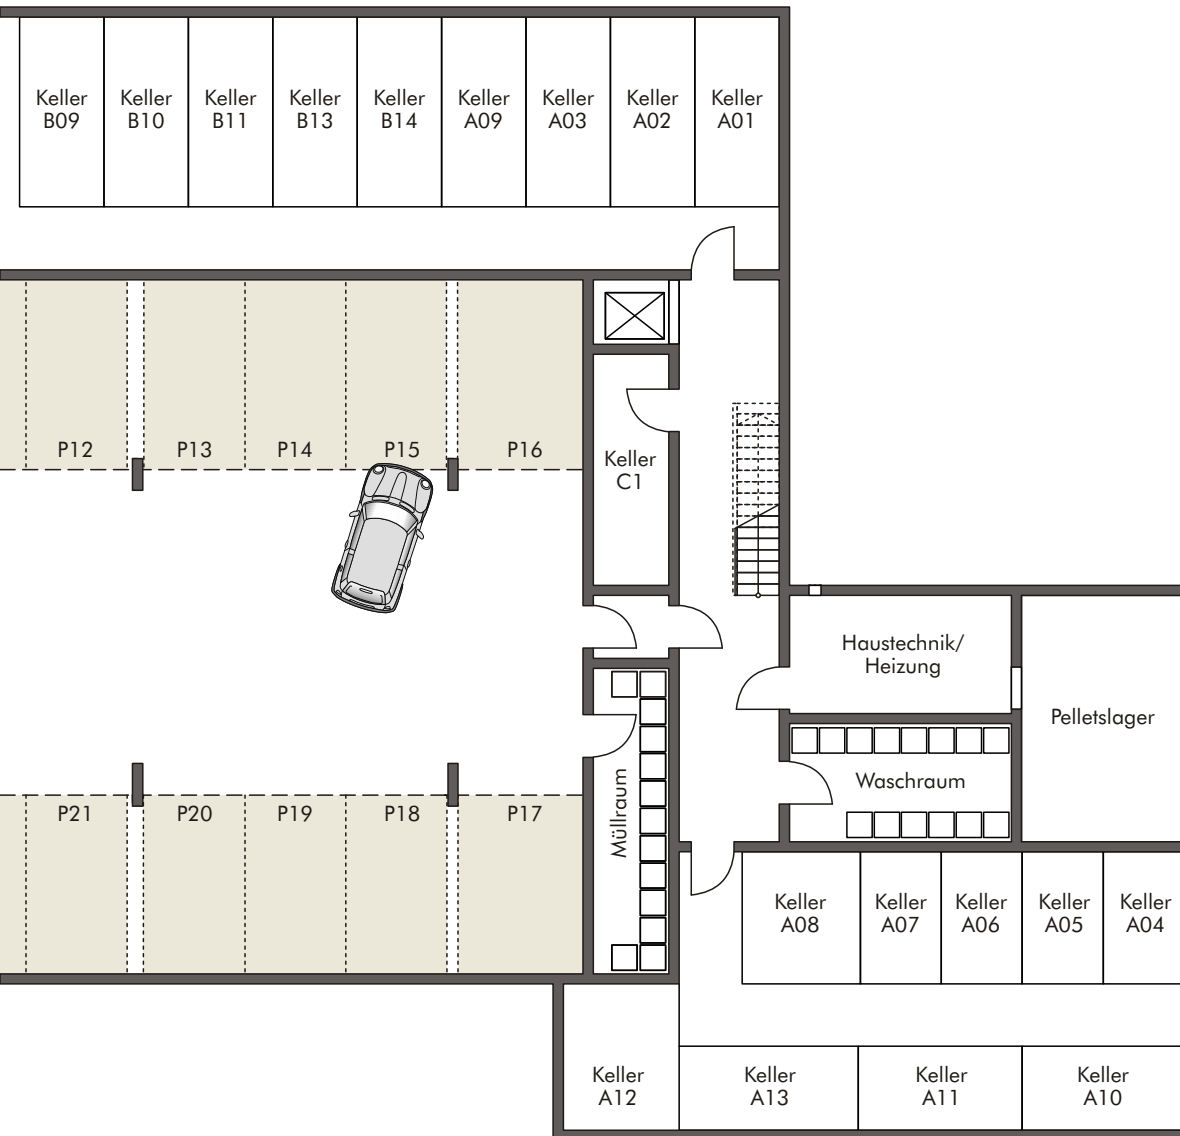 Keller
B09
Keller
B10
Keller
B11
Keller
B13
Keller
B14
Keller
A09
Keller
A03
Keller
A02
Keller
A01
P12
P13
P14
P15
P16
Keller
C1
Haustechnik/
Heizung
Pelletslager
Waschraum
Müllraum
P21
P20
P19
P18
P17
Keller
A08
Keller
A07
Keller
A06
Keller
A05
Keller
A04
Keller
A12
Keller
A13
Keller
A11
Keller
A10